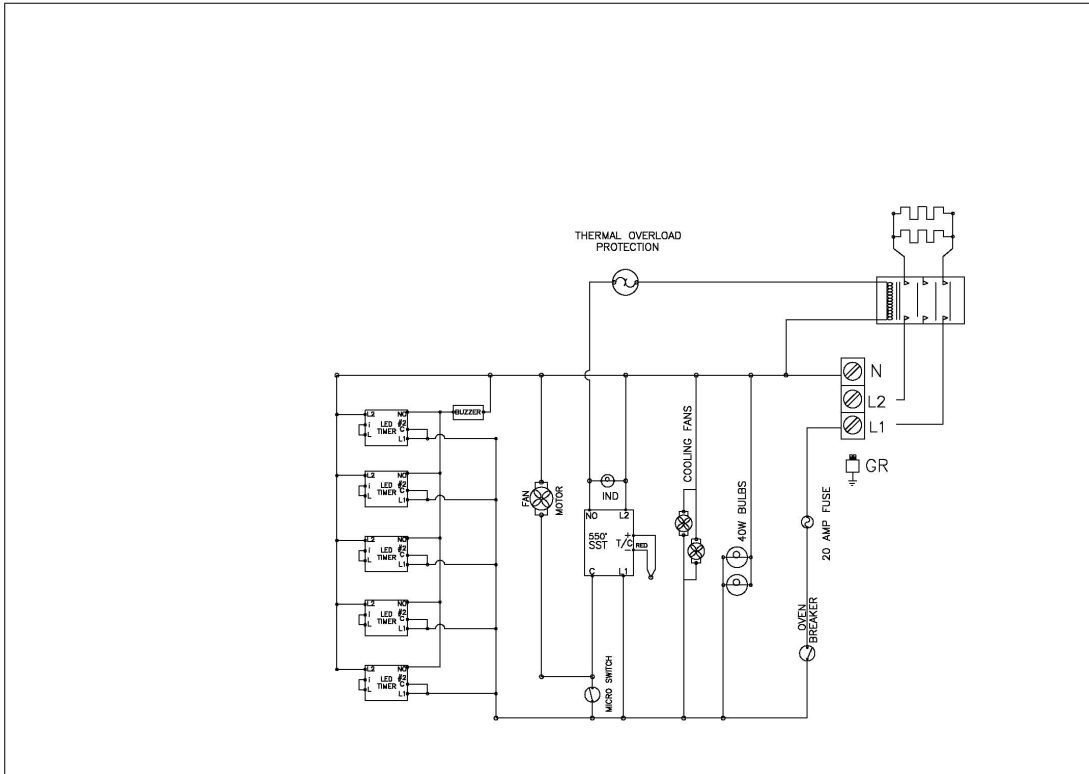 THERMAL OVERLOAD
PROTECTION
N
L2
L1
GR
20 AMP FUSE
OVEN
BREAKER
40W BULBS
COOLING FANS
FAN
MOTOR
IND
NO L2
550° + 
SST T/C RED
-
C L1
MICRO SWITCH
BUZZER
L2 NO
i LED #2
L TIMER C
L1
L2 NO
i LED #2
L TIMER C
L1
L2 NO
i LED #2
L TIMER C
L1
L2 NO
i LED #2
L TIMER C
L1
L2 NO
i LED #2
L TIMER C
L1